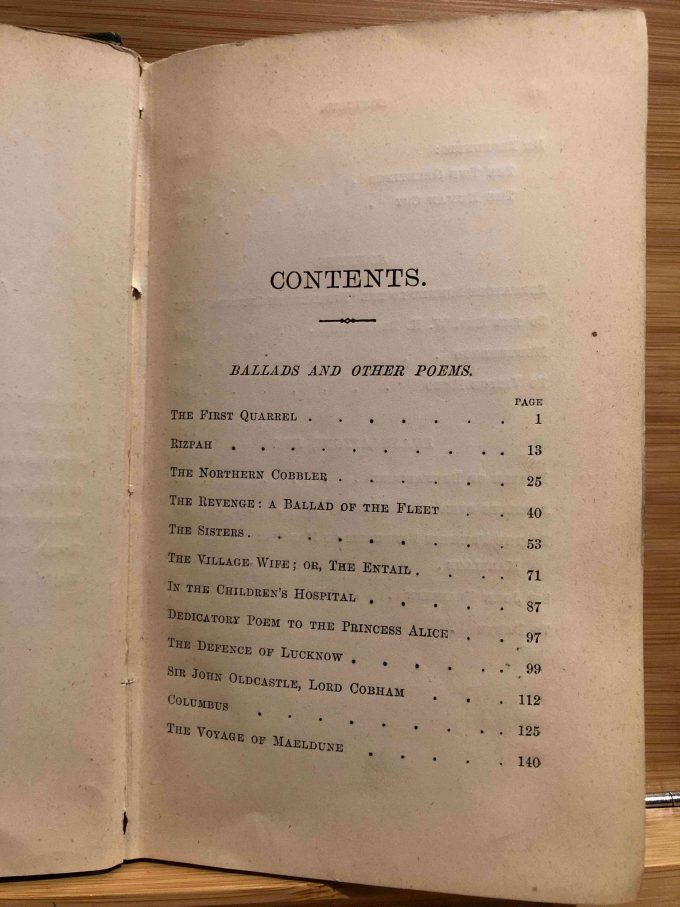 CONTENTS.
BALLADS AND OTHER POEMS.
PAGE
THE FIRST QUARREL . . . . . . . 1
RIZPAH . . . . . . . . . . 13
THE NORTHERN COBBLER . . . . . . 25
THE REVENGE: A BALLAD OF THE FLEET . . 40
THE SISTERS . . . . . . . . 53
THE VILLAGE WIFE; OR, THE ENTAIL . . . . 71
IN THE CHILDREN'S HOSPITAL . . . . . 87
DEDICATORY POEM TO THE PRINCESS ALICE . . 97
THE DEFENCE OF LUCKNOW . . . . . . 99
SIR JOHN OLDCASTLE, LORD COBHAM . . . 112
COLUMBUS . . . . . . . . . 125
THE VOYAGE OF MAELDUNE . . . . . 140